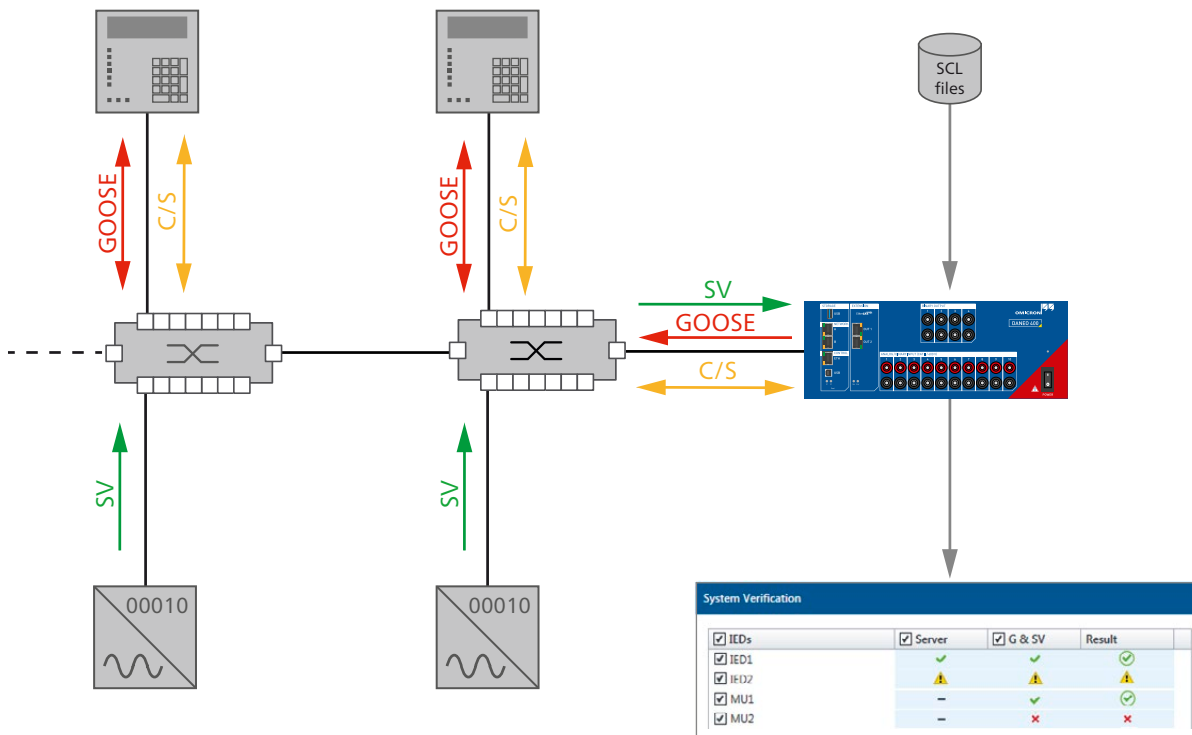 SCL
files
GOOSE
C/S
GOOSE
C/S
SV
GOOSE
C/S
OMICRON
DANEO 400
SV
SV
00010
00010
System Verification
IEDs Server G & SV Result
IED1
IED2
MU1
MU2